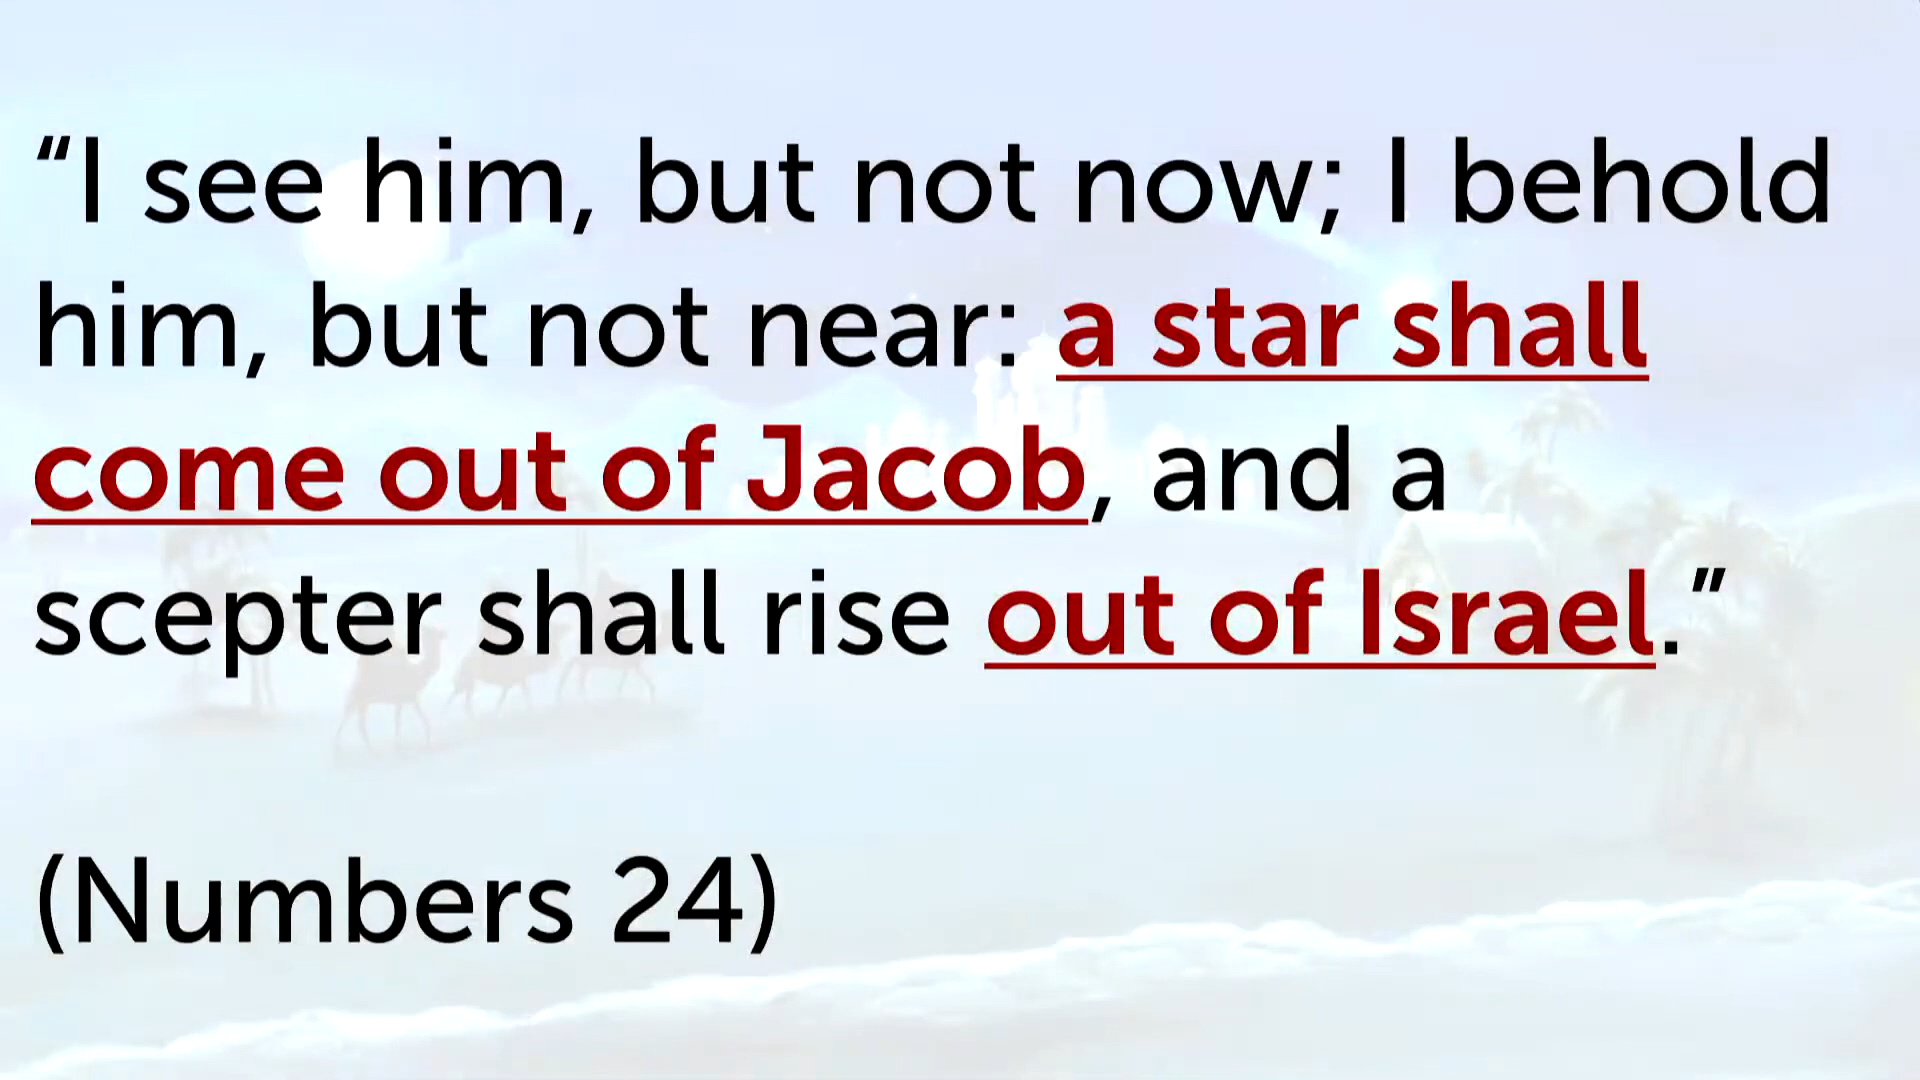 “I see him, but not now; I behold
him, but not near: a star shall
come out of Jacob, and a
scepter shall rise out of Israel.”
(Numbers 24)